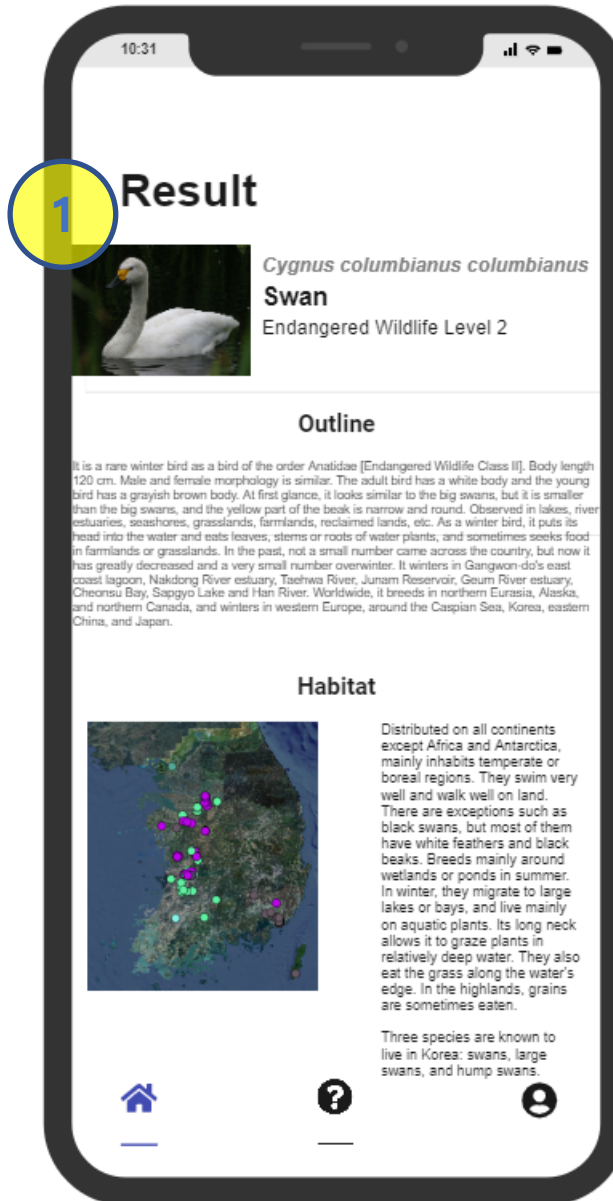 10:31
Result
1
Cygnus columbianus columbianus
Swan
Endangered Wildlife Level 2
Outline
It is a rare winter bird as a bird of the order Anatidae [Endangered Wildlife Class II]. Body length
120 cm. Male and female morphology is similar. The adult bird has a white body and the young
bird has a grayish brown body. At first glance, it looks similar to the big swans, but it is smaller
than the big swans, and the yellow part of the beak is narrow and round. Observed in lakes, river
estuaries, seashores, grasslands, farmlands, reclaimed lands, etc. As a winter bird, it puts its
head into the water and eats leaves, stems or roots of water plants, and sometimes seeks food
in farmlands or grasslands. In the past, not a small number came across the country, but now it
has greatly decreased and a very small number overwinter. It winters in Gangwon-do's east
coast lagoon, Nakdong River estuary, Taehwa River, Junam Reservoir, Geum River estuary,
Cheonsu Bay, Sapgyo Lake and Han River. Worldwide, it breeds in northern Eurasia, Alaska,
and northern Canada, and winters in western Europe, around the Caspian Sea, Korea, eastern
China, and Japan.
Habitat
Distributed on all continents
except Africa and Antarctica,
mainly inhabits temperate or
boreal regions. They swim very
well and walk well on land.
There are exceptions such as
black swans, but most of them
have white feathers and black
beaks. Breeds mainly around
wetlands or ponds in summer.
In winter, they migrate to large
lakes or bays, and live mainly
on aquatic plants. Its long neck
allows it to graze plants in
relatively deep water. They also
eat the grass along the water's
edge. In the highlands, grains
are sometimes eaten.
Three species are known to
live in Korea: swans, large
swans, and hump swans.
?